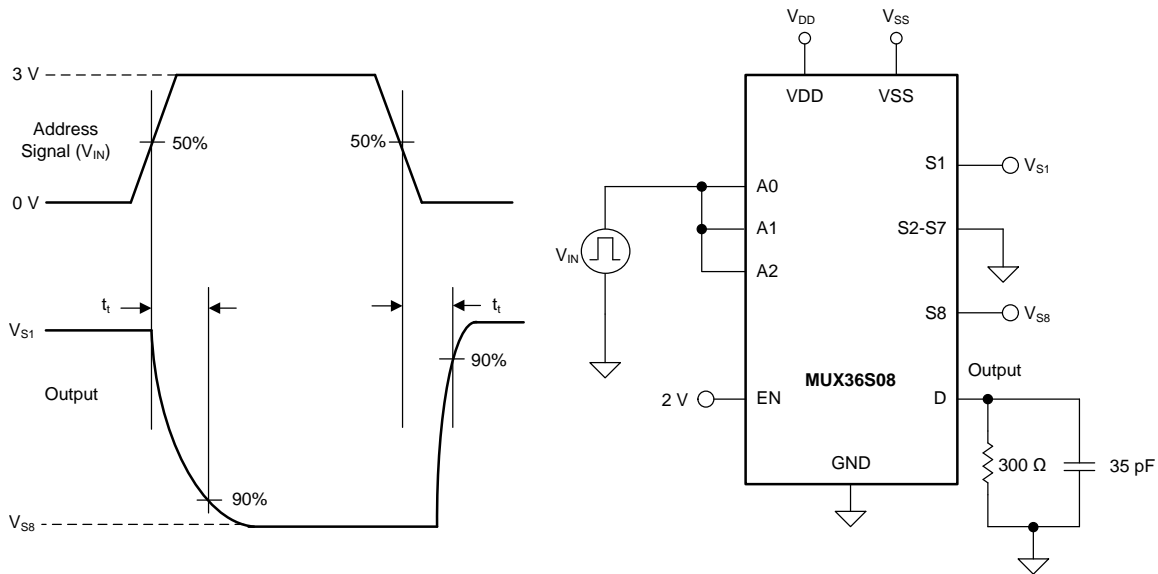 3 V
Address
Signal (VIN)
50%
50%
0 V
tt
tt
VS1
90%
Output
90%
VS8
VDD
VSS
VDD
VSS
S1
VS1
A0
A1
S2-S7
VIN
A2
S8
VS8
MUX36S08
Output
2 V
EN
D
GND
300 Ω
35 pF